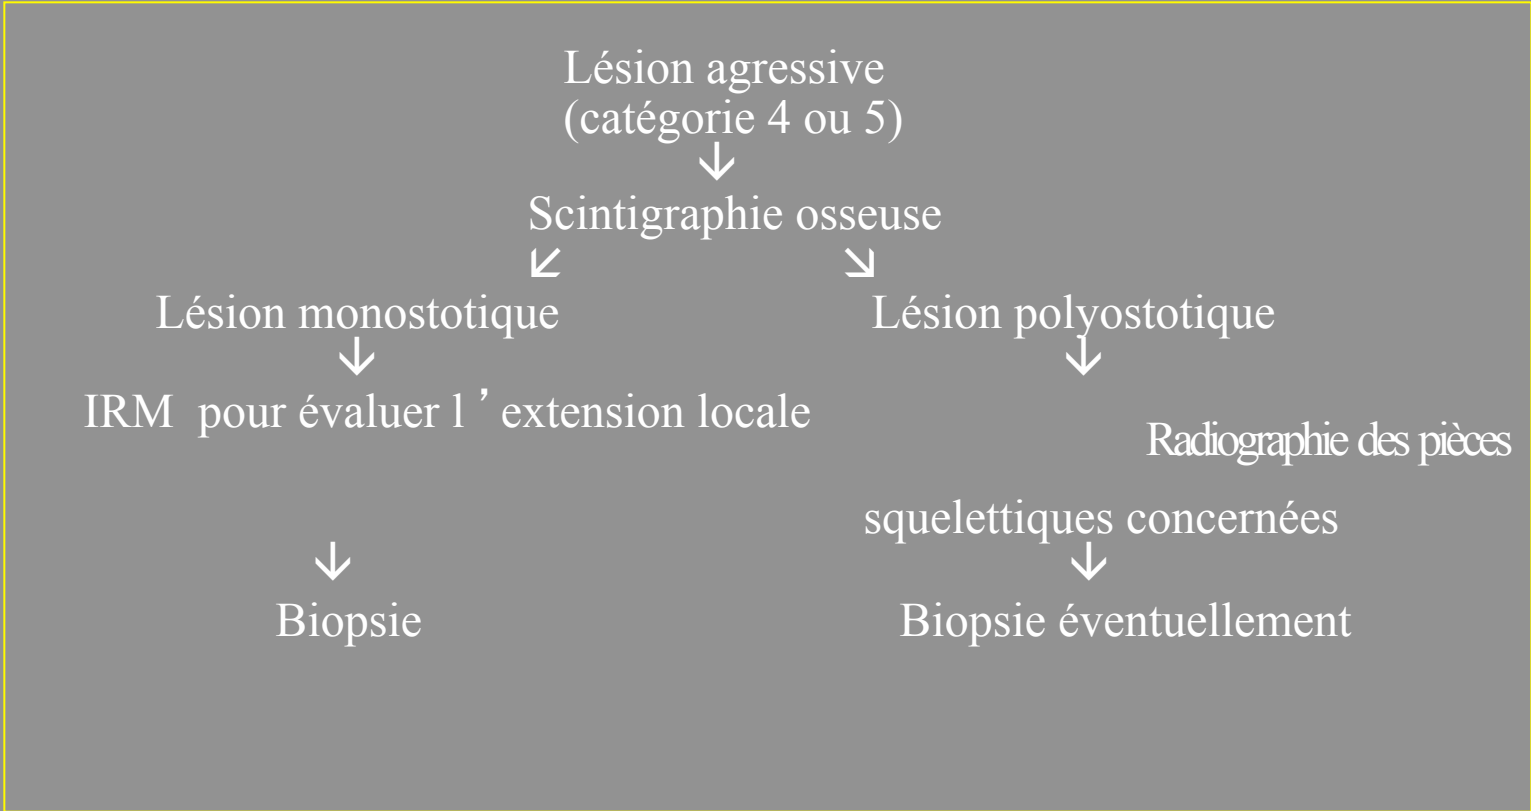 Lésion agressive
(catégorie 4 ou 5)
↓
Scintigraphie osseuse
↙ ↘
Lésion monostotique
↓
IRM pour évaluer l ’ extension locale
↓
Biopsie
Lésion polyostotique
↓
Radiographie des pièces
squelettiques concernées
↓
Biopsie éventuellement